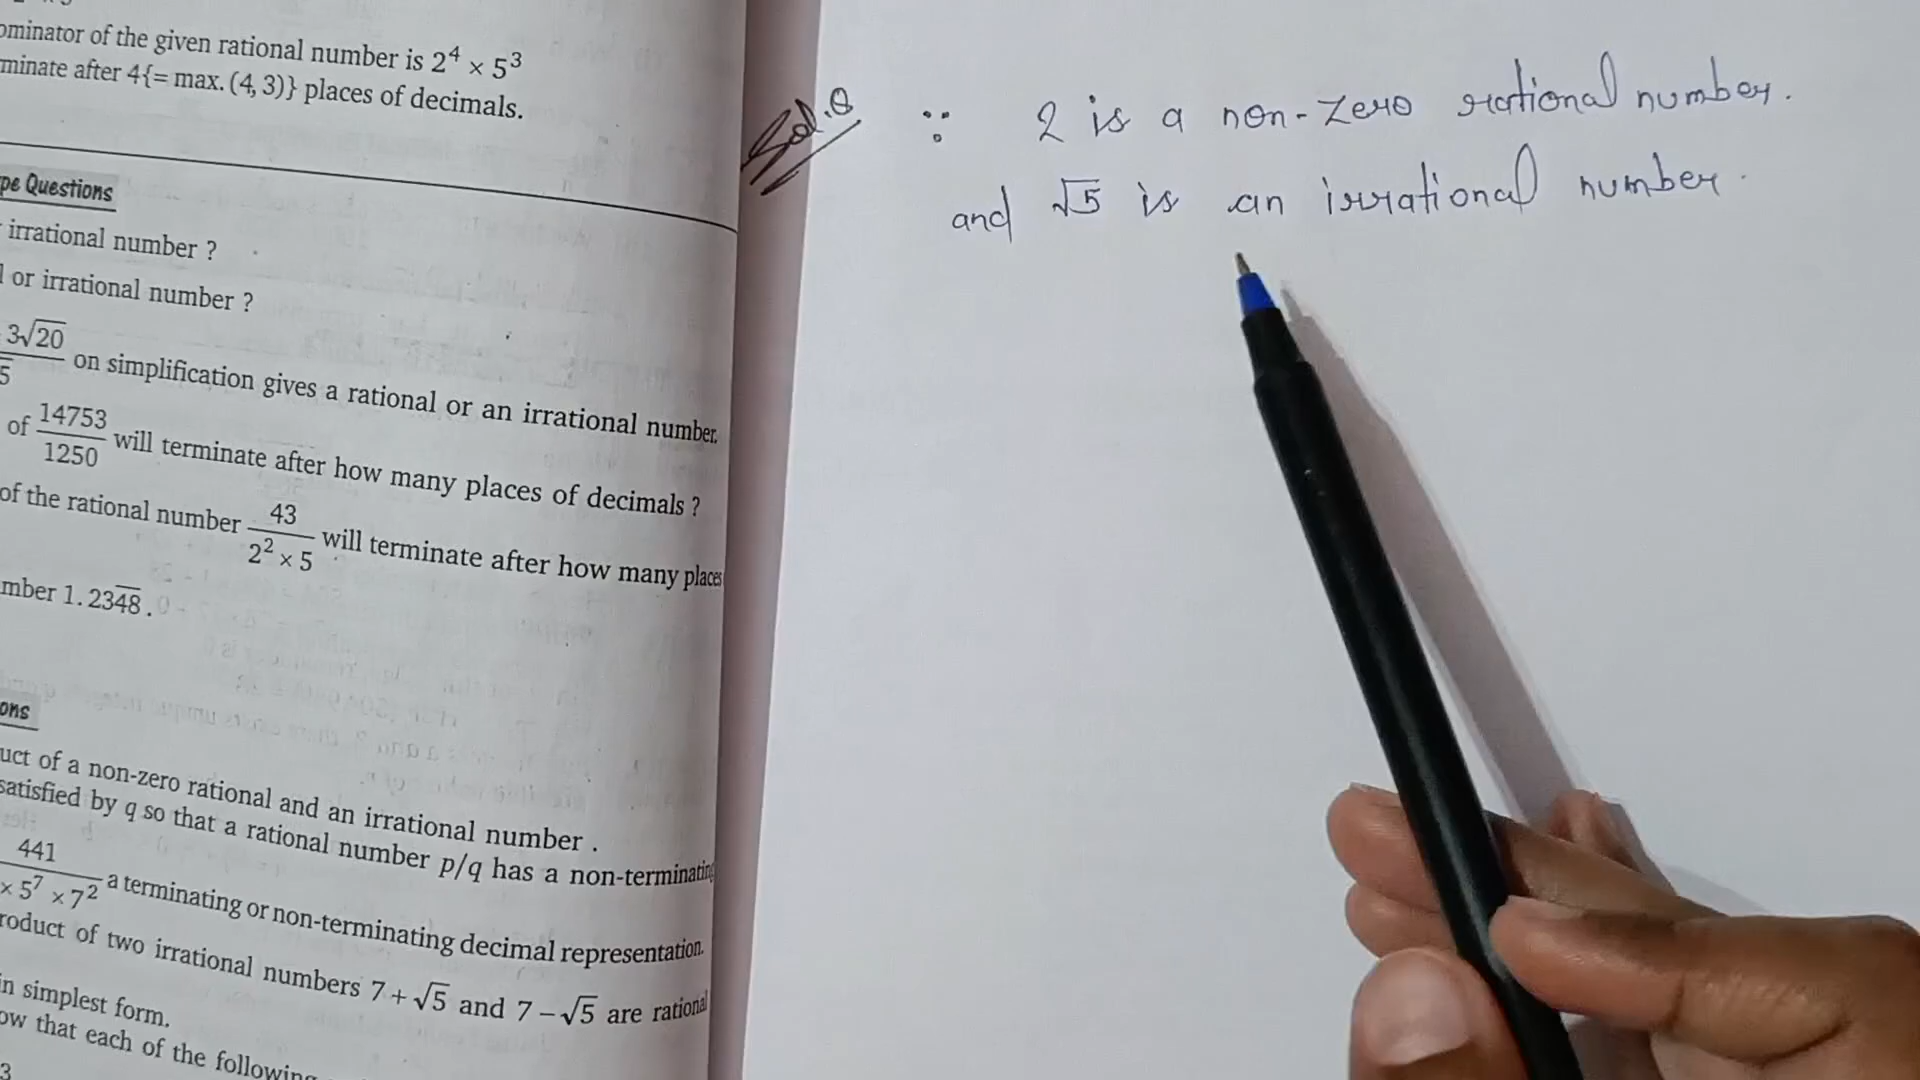 ominator of the given rational number is 2⁴ × 5³
minate after 4{= max. (4, 3)} places of decimals.
pe Questions
irrational number ?
l or irrational number ?
3√20
5
on simplification gives a rational or an irrational number.
of 14753/1250 will terminate after how many places of decimals ?
of the rational number 43/(2² × 5) will terminate after how many places
mber 1.23\overline{48}.
ons
uct of a non-zero rational and an irrational number .
satisfied by q so that a rational number p/q has a non-terminating
441
× 5⁷ × 7²
a terminating or non-terminating decimal representation.
roduct of two irrational numbers 7 + √5 and 7 − √5 are rational
in simplest form.
ow that each of the following
3
Sol.θ
∵ 2 is a non-zero rational number.
and √5 is an irrational number.